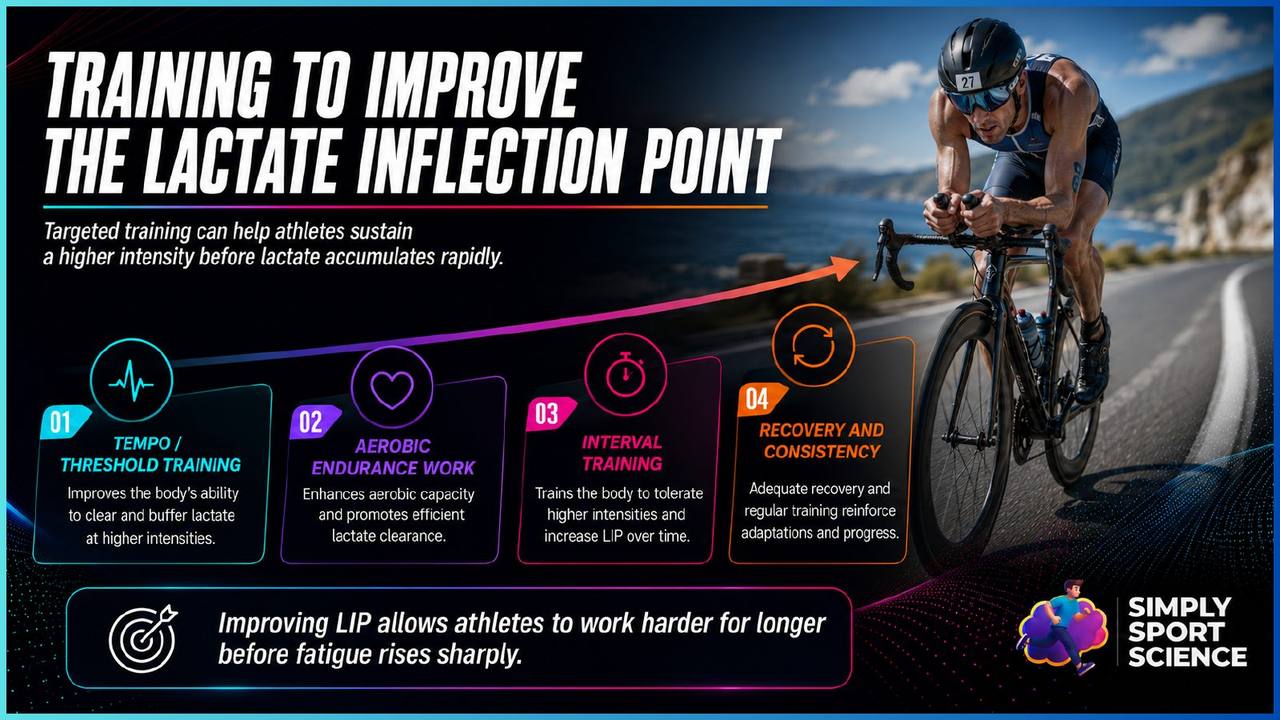 TRAINING TO IMPROVE
THE LACTATE INFLECTION POINT
Targeted training can help athletes sustain
a higher intensity before lactate accumulates rapidly.
01
TEMPO /
THRESHOLD TRAINING
Improves the body's ability
to clear and buffer lactate
at higher intensities.
02
AEROBIC
ENDURANCE WORK
Enhances aerobic capacity
and promotes efficient
lactate clearance.
03
INTERVAL
TRAINING
Trains the body to tolerate
higher intensities and
increase LIP over time.
04
RECOVERY AND
CONSISTENCY
Adequate recovery and
regular training reinforce
adaptations and progress.
Improving LIP allows athletes to work harder for longer
before fatigue rises sharply.
27
SIMPLY
SPORT
SCIENCE